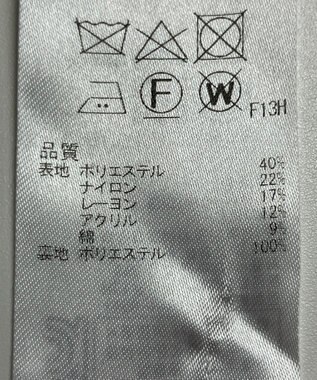 F W F13H
品質
表地 ポリエステル 40%
ナイロン 22%
レーヨン 17%
アクリル 12%
綿 9%
裏地 ポリエステル 100%